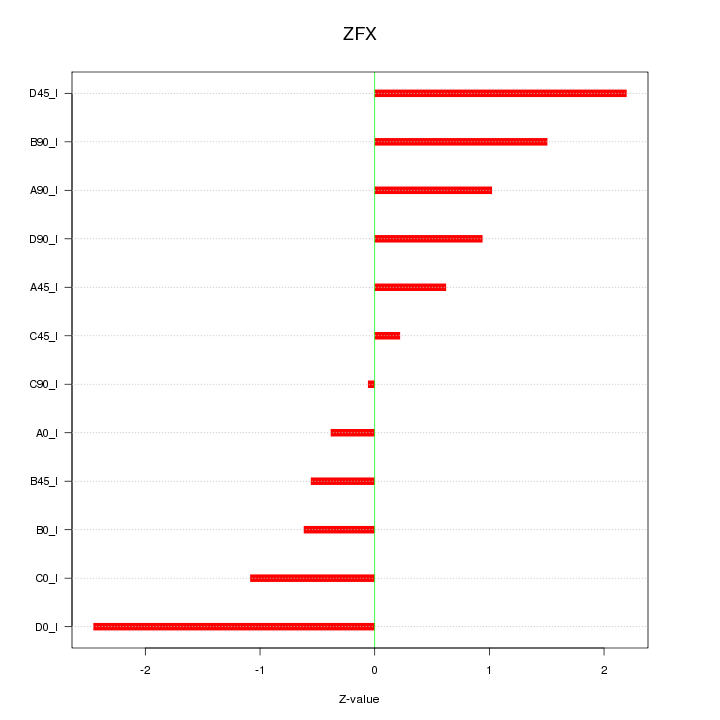 ZFX
D45_I
B90_I
A90_I
D90_I
A45_I
C45_I
C90_I
A0_I
B45_I
B0_I
C0_I
D0_I
-2 -1 0 1 2
Z-value